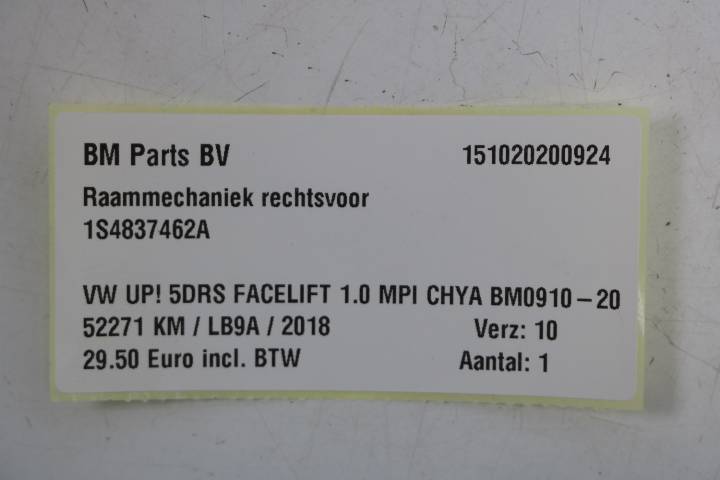 BM Parts BV 151020200924
Raammechaniek rechtsvoor
1S4837462A
VW UP! 5DRS FACELIFT 1.0 MPI CHYA BM0910-20
52271 KM / LB9A / 2018 Verz: 10
29.50 Euro incl. BTW Aantal: 1